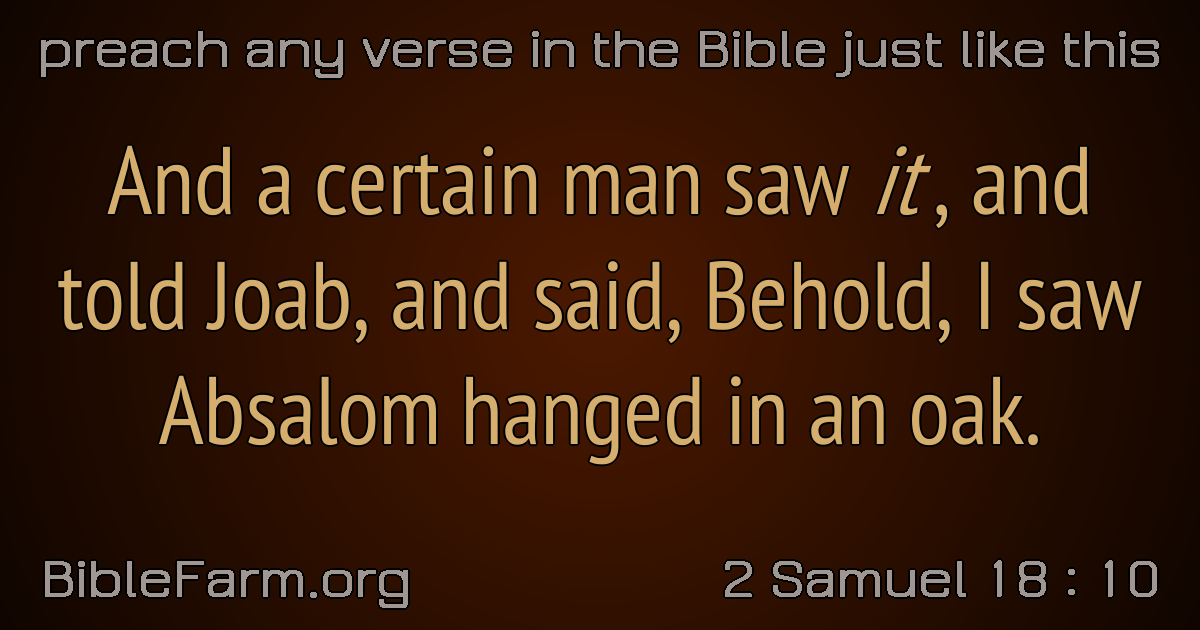 preach any verse in the Bible just like this
And a certain man saw it, and
told Joab, and said, Behold, I saw
Absalom hanged in an oak.
BibleFarm.org
2 Samuel 18 : 10